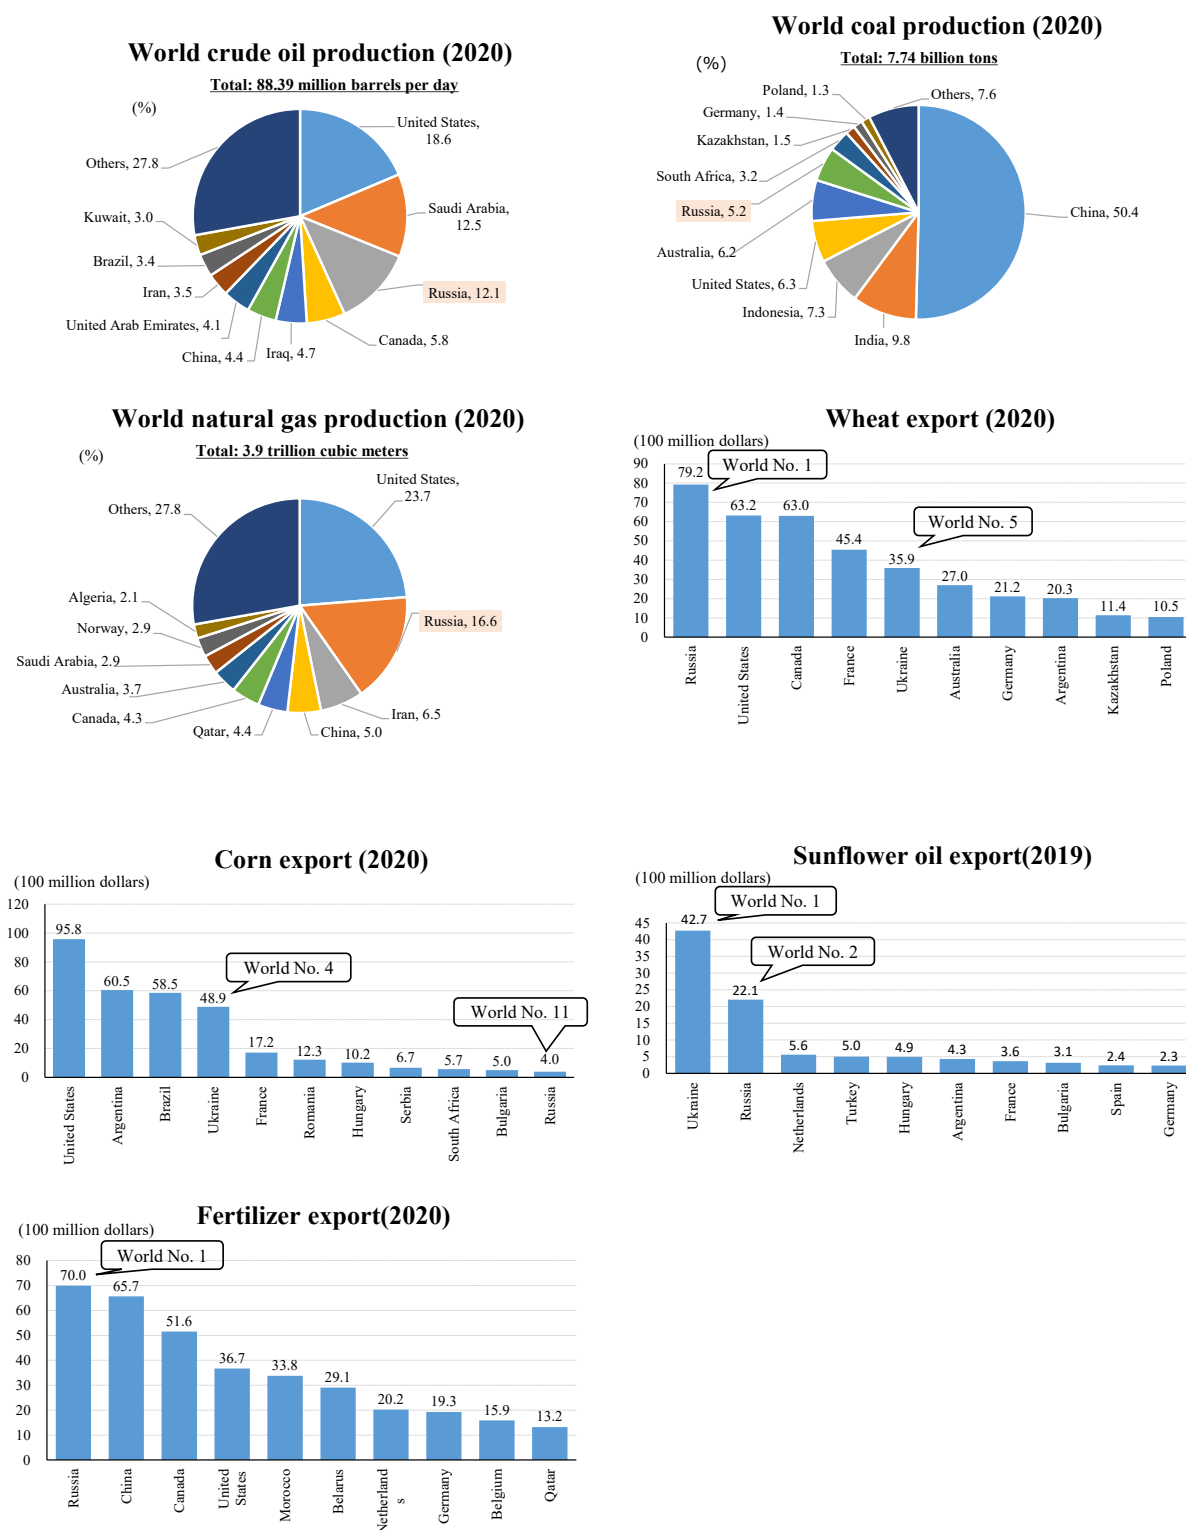 World crude oil production (2020)
Total: 88.39 million barrels per day
(%)
United States,
18.6
Saudi Arabia,
12.5
Russia, 12.1
Canada, 5.8
Iraq, 4.7
China, 4.4
United Arab Emirates, 4.1
Iran, 3.5
Brazil, 3.4
Kuwait, 3.0
Others, 27.8
World coal production (2020)
Total: 7.74 billion tons
(%)
China, 50.4
India, 9.8
Indonesia, 7.3
United States, 6.3
Australia, 6.2
Russia, 5.2
South Africa, 3.2
Kazakhstan, 1.5
Germany, 1.4
Poland, 1.3
Others, 7.6
World natural gas production (2020)
Total: 3.9 trillion cubic meters
(%)
United States,
23.7
Russia, 16.6
Iran, 6.5
China, 5.0
Qatar, 4.4
Canada, 4.3
Australia, 3.7
Saudi Arabia, 2.9
Norway, 2.9
Algeria, 2.1
Others, 27.8
Wheat export (2020)
(100 million dollars)
90
80
70
60
50
40
30
20
10
0
World No. 1
World No. 5
79.2
63.2
63.0
45.4
35.9
27.0
21.2
20.3
11.4
10.5
Russia
United States
Canada
France
Ukraine
Australia
Germany
Argentina
Kazakhstan
Poland
Corn export (2020)
(100 million dollars)
120
100
80
60
40
20
0
World No. 4
World No. 11
95.8
60.5
58.5
48.9
17.2
12.3
10.2
6.7
5.7
5.0
4.0
United States
Argentina
Brazil
Ukraine
France
Romania
Hungary
Serbia
South Africa
Bulgaria
Russia
Sunflower oil export(2019)
(100 million dollars)
45
40
35
30
25
20
15
10
5
0
World No. 1
World No. 2
42.7
22.1
5.6
5.0
4.9
4.3
3.6
3.1
2.4
2.3
Ukraine
Russia
Netherlands
Turkey
Hungary
Argentina
France
Bulgaria
Spain
Germany
Fertilizer export(2020)
(100 million dollars)
80
70
60
50
40
30
20
10
0
World No. 1
70.0
65.7
51.6
36.7
33.8
29.1
20.2
19.3
15.9
13.2
Russia
China
Canada
United
States
Morocco
Belarus
Netherland
s
Germany
Belgium
Qatar